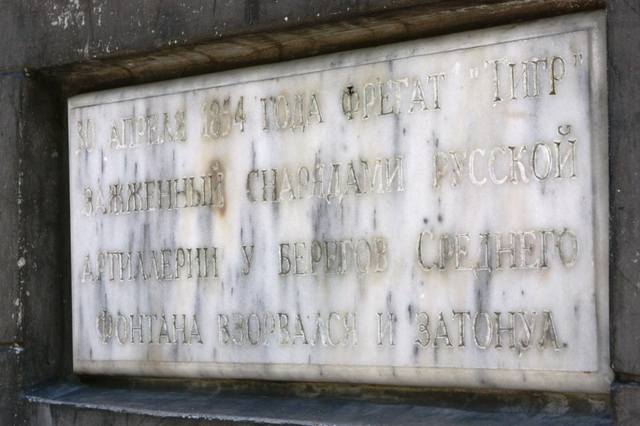 30 АПРЕЛЯ 1854 ГОДА ФРЕГАТ "ТИГР"
ЗАЖЖЕННЫЙ СНАРЯДАМИ РУССКОЙ
АРТИЛЛЕРИИ У БЕРЕГОВ СРЕДНЕГО
ФОНТАНА ВЗОРВАЛСЯ И ЗАТОНУЛ.